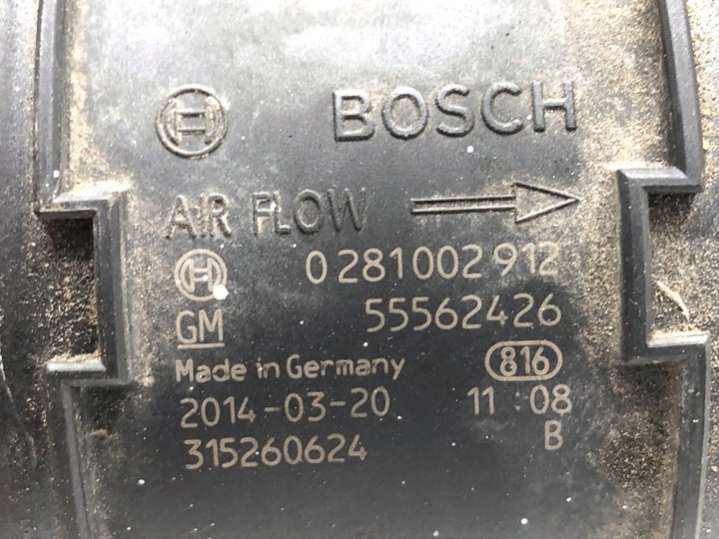 BOSCH
AIR FLOW
0 281 002 912
GM 55562426
Made in Germany 816
2014-03-20 11:08
315260624 B